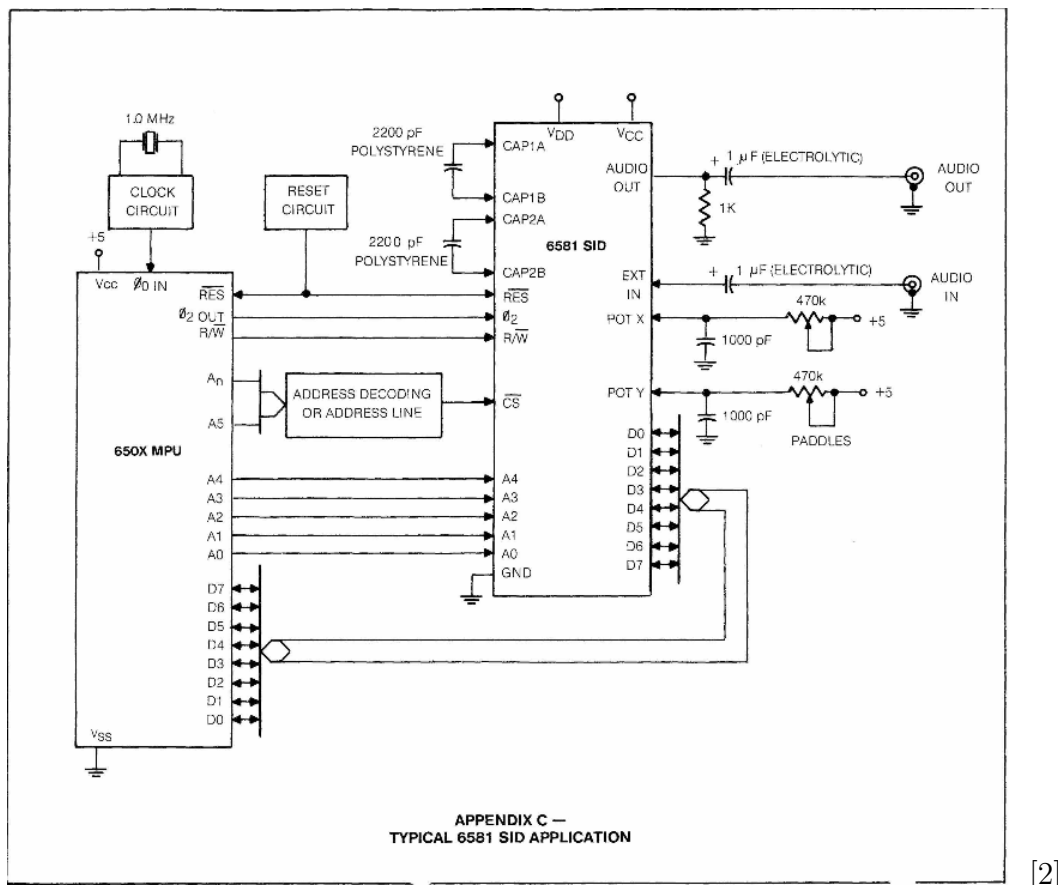 1.0 MHz
CLOCK
CIRCUIT
RESET
CIRCUIT
+5
Vcc
Ø0 IN
RES
Ø2 OUT
R/W
An
A5
650X MPU
A4
A3
A2
A1
A0
D7
D6
D5
D4
D3
D2
D1
D0
VSS
ADDRESS DECODING
OR ADDRESS LINE
2200 pF
POLYSTYRENE
2200 pF
POLYSTYRENE
VDD
VCC
CAP1A
CAP1B
CAP2A
CAP2B
RES
Ø2
R/W
CS
A4
A3
A2
A1
A0
GND
6581 SID
AUDIO
OUT
EXT
IN
POT X
POT Y
D0
D1
D2
D3
D4
D5
D6
D7
+ 1 µF (ELECTROLYTIC)
1K
AUDIO
OUT
+ 1 µF (ELECTROLYTIC)
AUDIO
IN
470k
+5
1000 pF
470k
+5
1000 pF
PADDLES
APPENDIX C —
TYPICAL 6581 SID APPLICATION
[2]